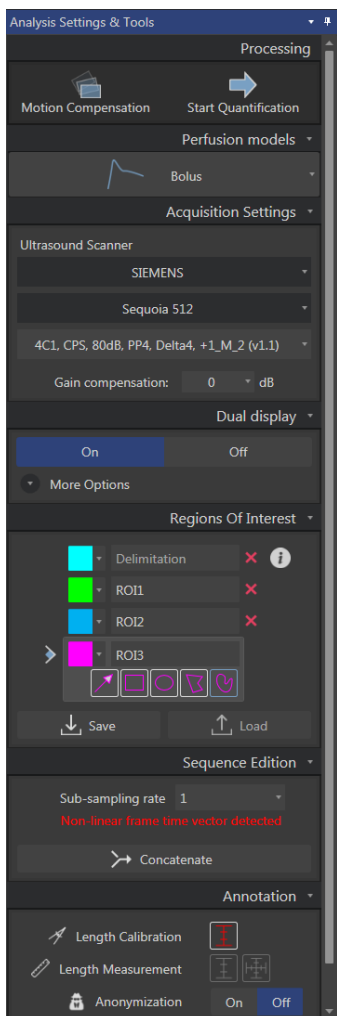 Analysis Settings & Tools
Processing
Motion Compensation
Start Quantification
Perfusion models
Bolus
Acquisition Settings
Ultrasound Scanner
SIEMENS
Sequoia 512
4C1, CPS, 80dB, PP4, Delta4, +1_M_2 (v1.1)
Gain compensation: 0 dB
Dual display
On Off
More Options
Regions Of Interest
Delimitation
ROI1
ROI2
ROI3
Save Load
Sequence Edition
Sub-sampling rate 1
Non-linear frame time vector detected
Concatenate
Annotation
Length Calibration
Length Measurement
Anonymization On Off